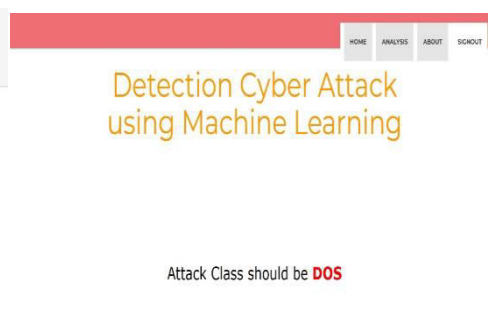 HOME ANALYSIS ABOUT SIGNOUT
Detection Cyber Attack
using Machine Learning
Attack Class should be DOS